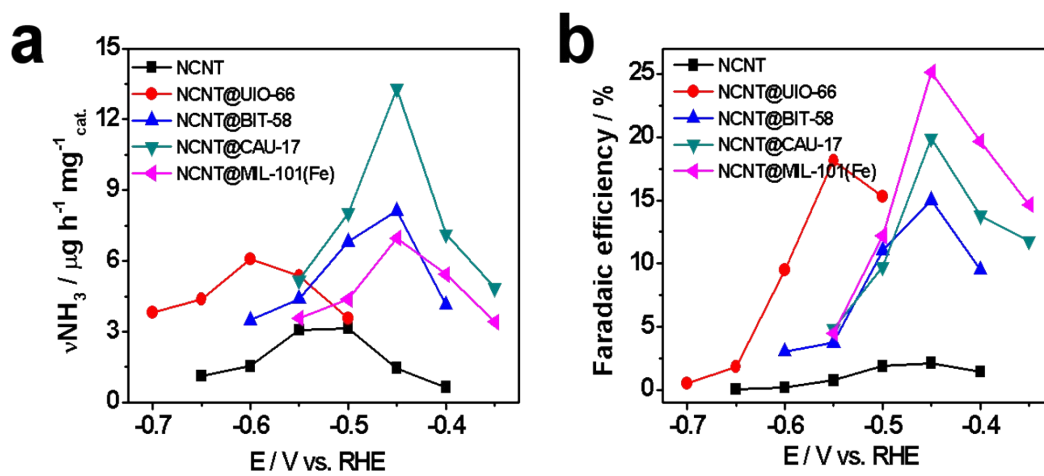 a
15
12
9
6
3
0
νNH3 / μg h-1 mg-1cat.
NCNT
NCNT@UIO-66
NCNT@BIT-58
NCNT@CAU-17
NCNT@MIL-101(Fe)
-0.7 -0.6 -0.5 -0.4
E / V vs. RHE
b
25
20
15
10
5
0
Faradaic efficiency / %
NCNT
NCNT@UIO-66
NCNT@BIT-58
NCNT@CAU-17
NCNT@MIL-101(Fe)
-0.7 -0.6 -0.5 -0.4
E / V vs. RHE